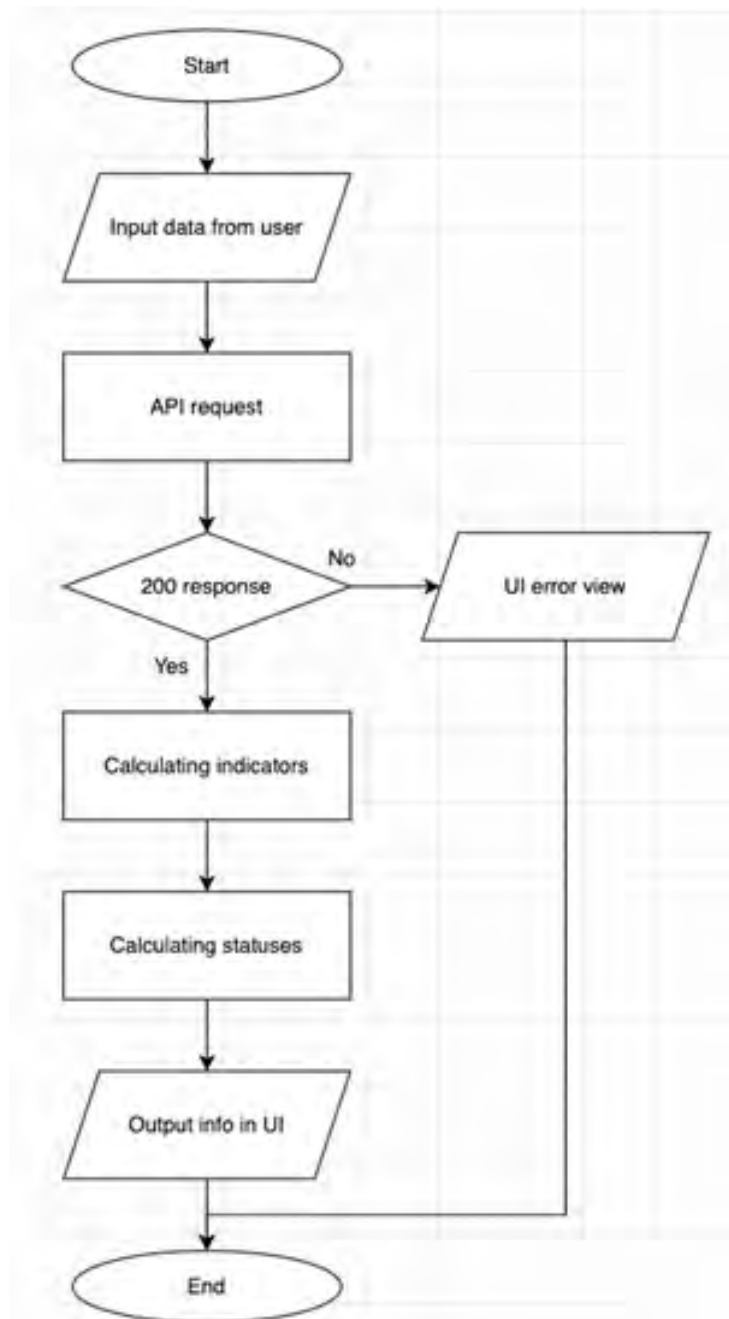 Start
Input data from user
API request
200 response
No
UI error view
Yes
Calculating indicators
Calculating statuses
Output info in UI
End